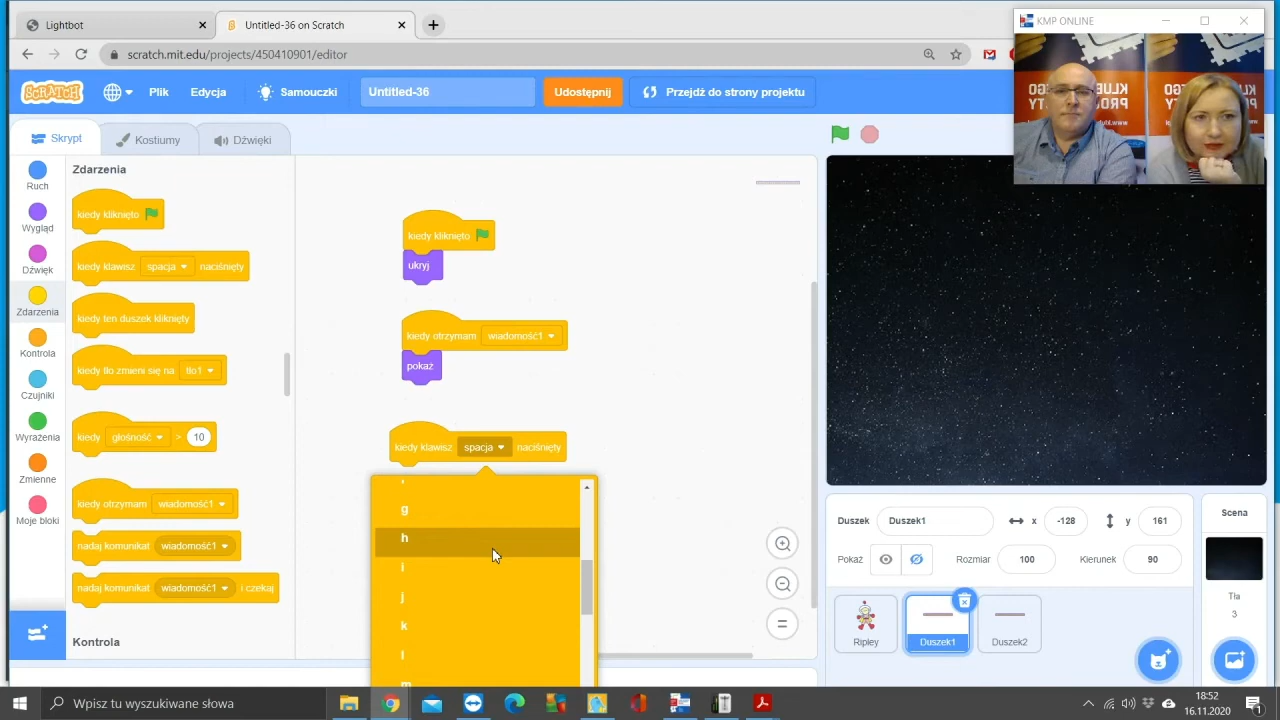 Lightbot
Untitled-36 on Scratch
scratch.mit.edu/projects/450410901/editor
KMP ONLINE
SCRATCH
Plik
Edycja
Samouczki
Untitled-36
Udostępnij
Przejdź do strony projektu
Skrypt
Kostiumy
Dźwięki
Ruch
Wygląd
Dźwięk
Zdarzenia
Kontrola
Czujniki
Wyrażenia
Zmienne
Moje bloki
Zdarzenia
kiedy kliknięto
kiedy klawisz spacja naciśnięty
kiedy ten duszek kliknięty
kiedy tło zmieni się na tło1
kiedy głośność > 10
kiedy otrzymam wiadomość1
nadaj komunikat wiadomość1
nadaj komunikat wiadomość1 i czekaj
Kontrola
kiedy kliknięto
ukryj
kiedy otrzymam wiadomość1
pokaż
kiedy klawisz spacja naciśnięty
g
h
i
j
k
l
m
Duszek Duszek1 x -128 y 161
Pokaż Rozmiar 100 Kierunek 90
Ripley
Duszek1
Duszek2
Scena
Tła
3
Wpisz tu wyszukiwane słowa
18:52
16.11.2020
1